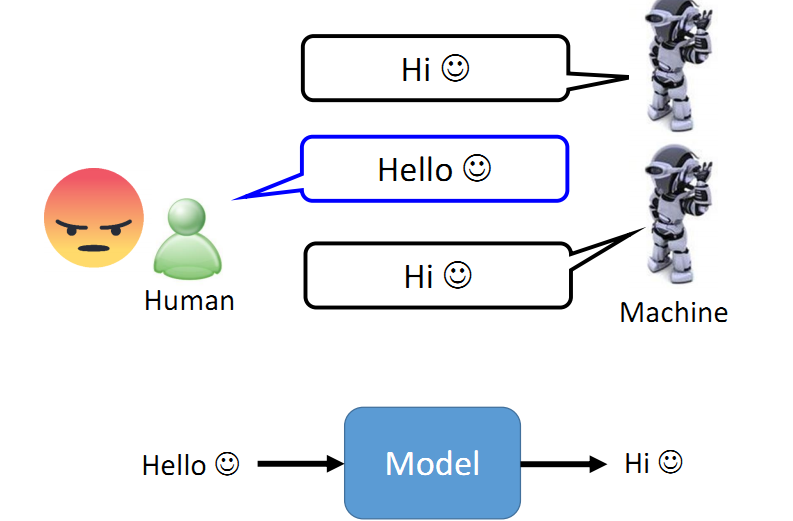 Hi ☺
Hello ☺
Hi ☺
Human
Machine
Hello ☺
Model
Hi ☺